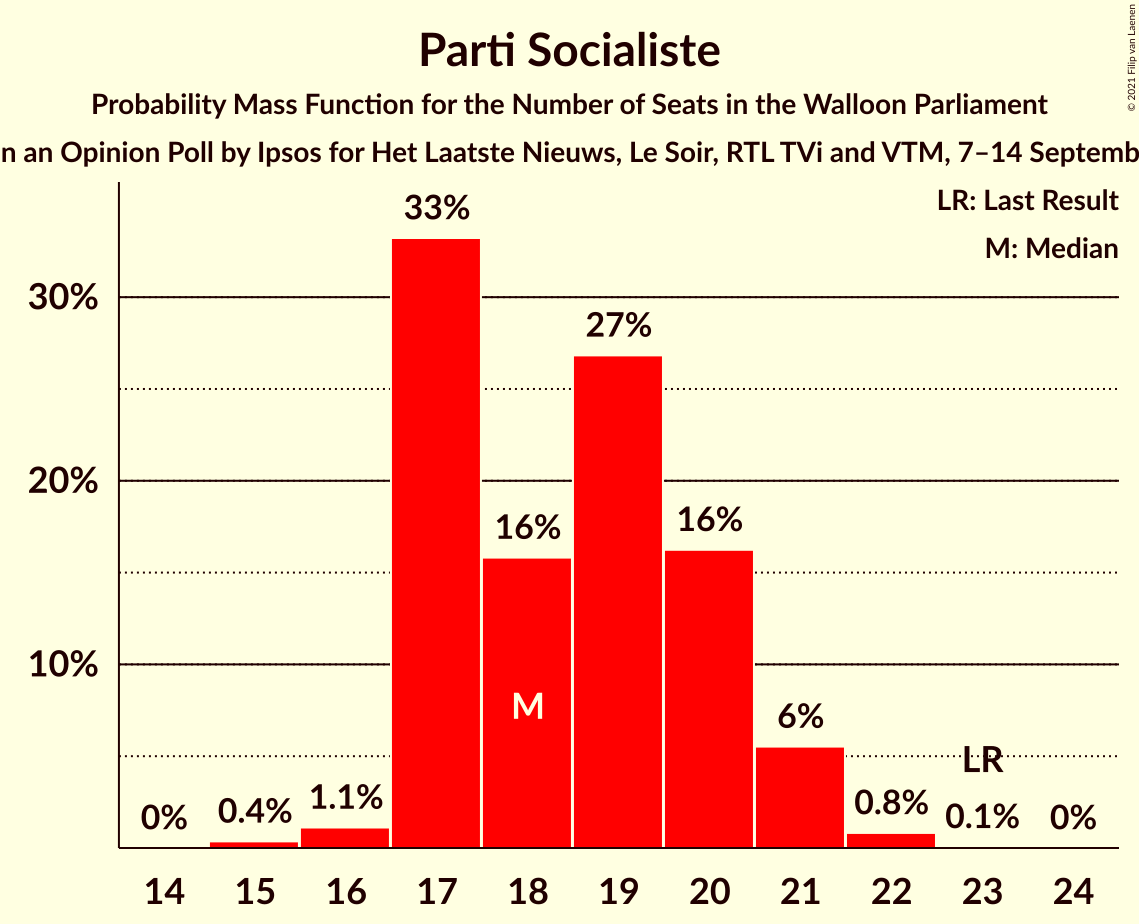 Parti Socialiste
Probability Mass Function for the Number of Seats in the Walloon Parliament
n an Opinion Poll by Ipsos for Het Laatste Nieuws, Le Soir, RTL TVi and VTM, 7–14 Septemb
© 2021 Filip van Laenen
LR: Last Result
M: Median
30%
20%
10%
0%
0.4%
1.1%
33%
16%
27%
16%
6%
0.8%
0.1%
0%
M
LR
14 15 16 17 18 19 20 21 22 23 24